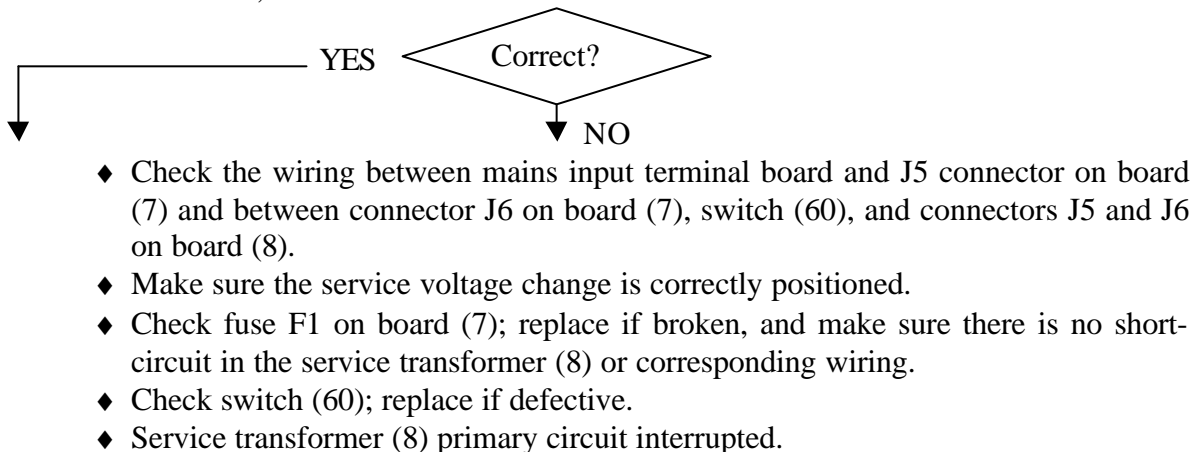 YES Correct?
NO
♦ Check the wiring between mains input terminal board and J5 connector on board
(7) and between connector J6 on board (7), switch (60), and connectors J5 and J6
on board (8).
♦ Make sure the service voltage change is correctly positioned.
♦ Check fuse F1 on board (7); replace if broken, and make sure there is no short-
circuit in the service transformer (8) or corresponding wiring.
♦ Check switch (60); replace if defective.
♦ Service transformer (8) primary circuit interrupted.